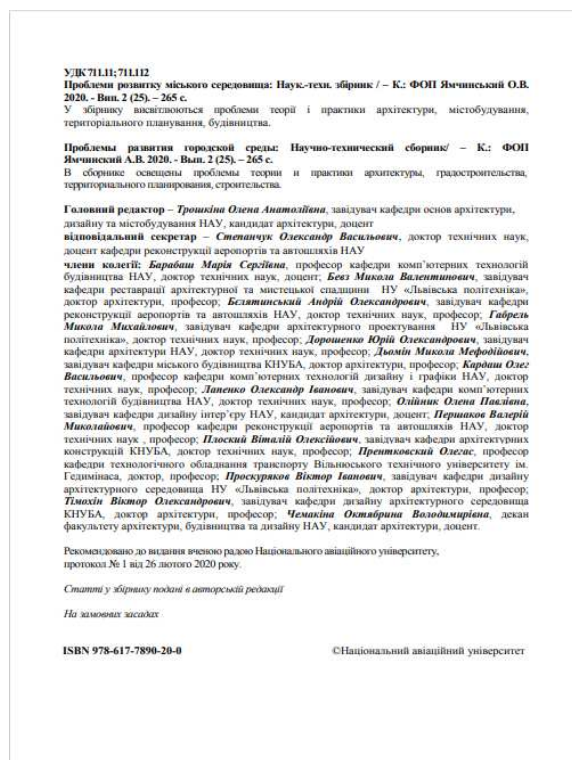 УДК 711.11; 711.112
Проблеми розвитку міського середовища: Наук.-техн. збірник / – К.: ФОП Ямчинський О.В.
2020. - Вип. 2 (25). – 265 с.
У збірнику висвітлюються проблеми теорії і практики архітектури, містобудування,
територіального планування, будівництва.
Проблемы развития городской среды: Научно-технический сборник/ – К.: ФОП
Ямчинский А.В. 2020. - Вып. 2 (25). – 265 с.
В сборнике освещены проблемы теории и практики архитектуры, градостроительства,
территориального планирования, строительства.
Головний редактор – Трошкіна Олена Анатоліївна, завідувач кафедри основ архітектури,
дизайну та містобудування НАУ, кандидат архітектури, доцент
відповідальний секретар – Степанчук Олександр Васильович, доктор технічних наук,
доцент кафедри реконструкції аеропортів та автошляхів НАУ
члени колегії: Барабаш Марія Сергіївна, професор кафедри комп’ютерних технологій
будівництва НАУ, доктор технічних наук, доцент; Бевз Микола Валентинович, завідувач
кафедри реставрації архітектурної та мистецької спадщини НУ «Львівська політехніка»,
доктор архітектури, професор; Белятинський Андрій Олександрович, завідувач кафедри
реконструкції аеропортів та автошляхів НАУ, доктор технічних наук, професор; Габрель
Микола Михайлович, завідувач кафедри архітектурного проектування НУ «Львівська
політехніка», доктор технічних наук, професор; Дорошенко Юрій Олександрович, завідувач
кафедри архітектури НАУ, доктор технічних наук, професор; Дьомін Микола Мефодійович,
завідувач кафедри міського будівництва КНУБА, доктор архітектури, професор; Кардаш Олег
Васильович, професор кафедри комп’ютерних технологій дизайну і графіки НАУ, доктор
технічних наук, професор; Лапенко Олександр Іванович, завідувач кафедри комп’ютерних
технологій будівництва НАУ, доктор технічних наук, професор; Олійник Олена Павлівна,
завідувач кафедри дизайну інтер’єру НАУ, кандидат архітектури, доцент; Першаков Валерій
Миколайович, професор кафедри реконструкції аеропортів та автошляхів НАУ, доктор
технічних наук , професор; Плоский Віталій Олексійович, завідувач кафедри архітектурних
конструкцій КНУБА, доктор технічних наук, професор; Прентковский Олегас, професор
кафедри технологічного обладнання транспорту Вільнюського технічного університету ім.
Гедимінаса, доктор, професор; Проскуряков Віктор Іванович, завідувач кафедри дизайну
архітектурного середовища НУ «Львівська політехніка», доктор архітектури, професор;
Тімохін Віктор Олександрович, завідувач кафедри дизайну архітектурного середовища
КНУБА, доктор архітектури, професор; Чемакіна Октябрина Володимирівна, декан
факультету архітектури, будівництва та дизайну НАУ, кандидат архітектури, доцент.
Рекомендовано до видання вченою радою Національного авіаційного університету,
протокол № 1 від 26 лютого 2020 року.
Статті у збірнику подані в авторській редакції
На замовних засадах
ISBN 978-617-7890-20-0 ©Національний авіаційний університет